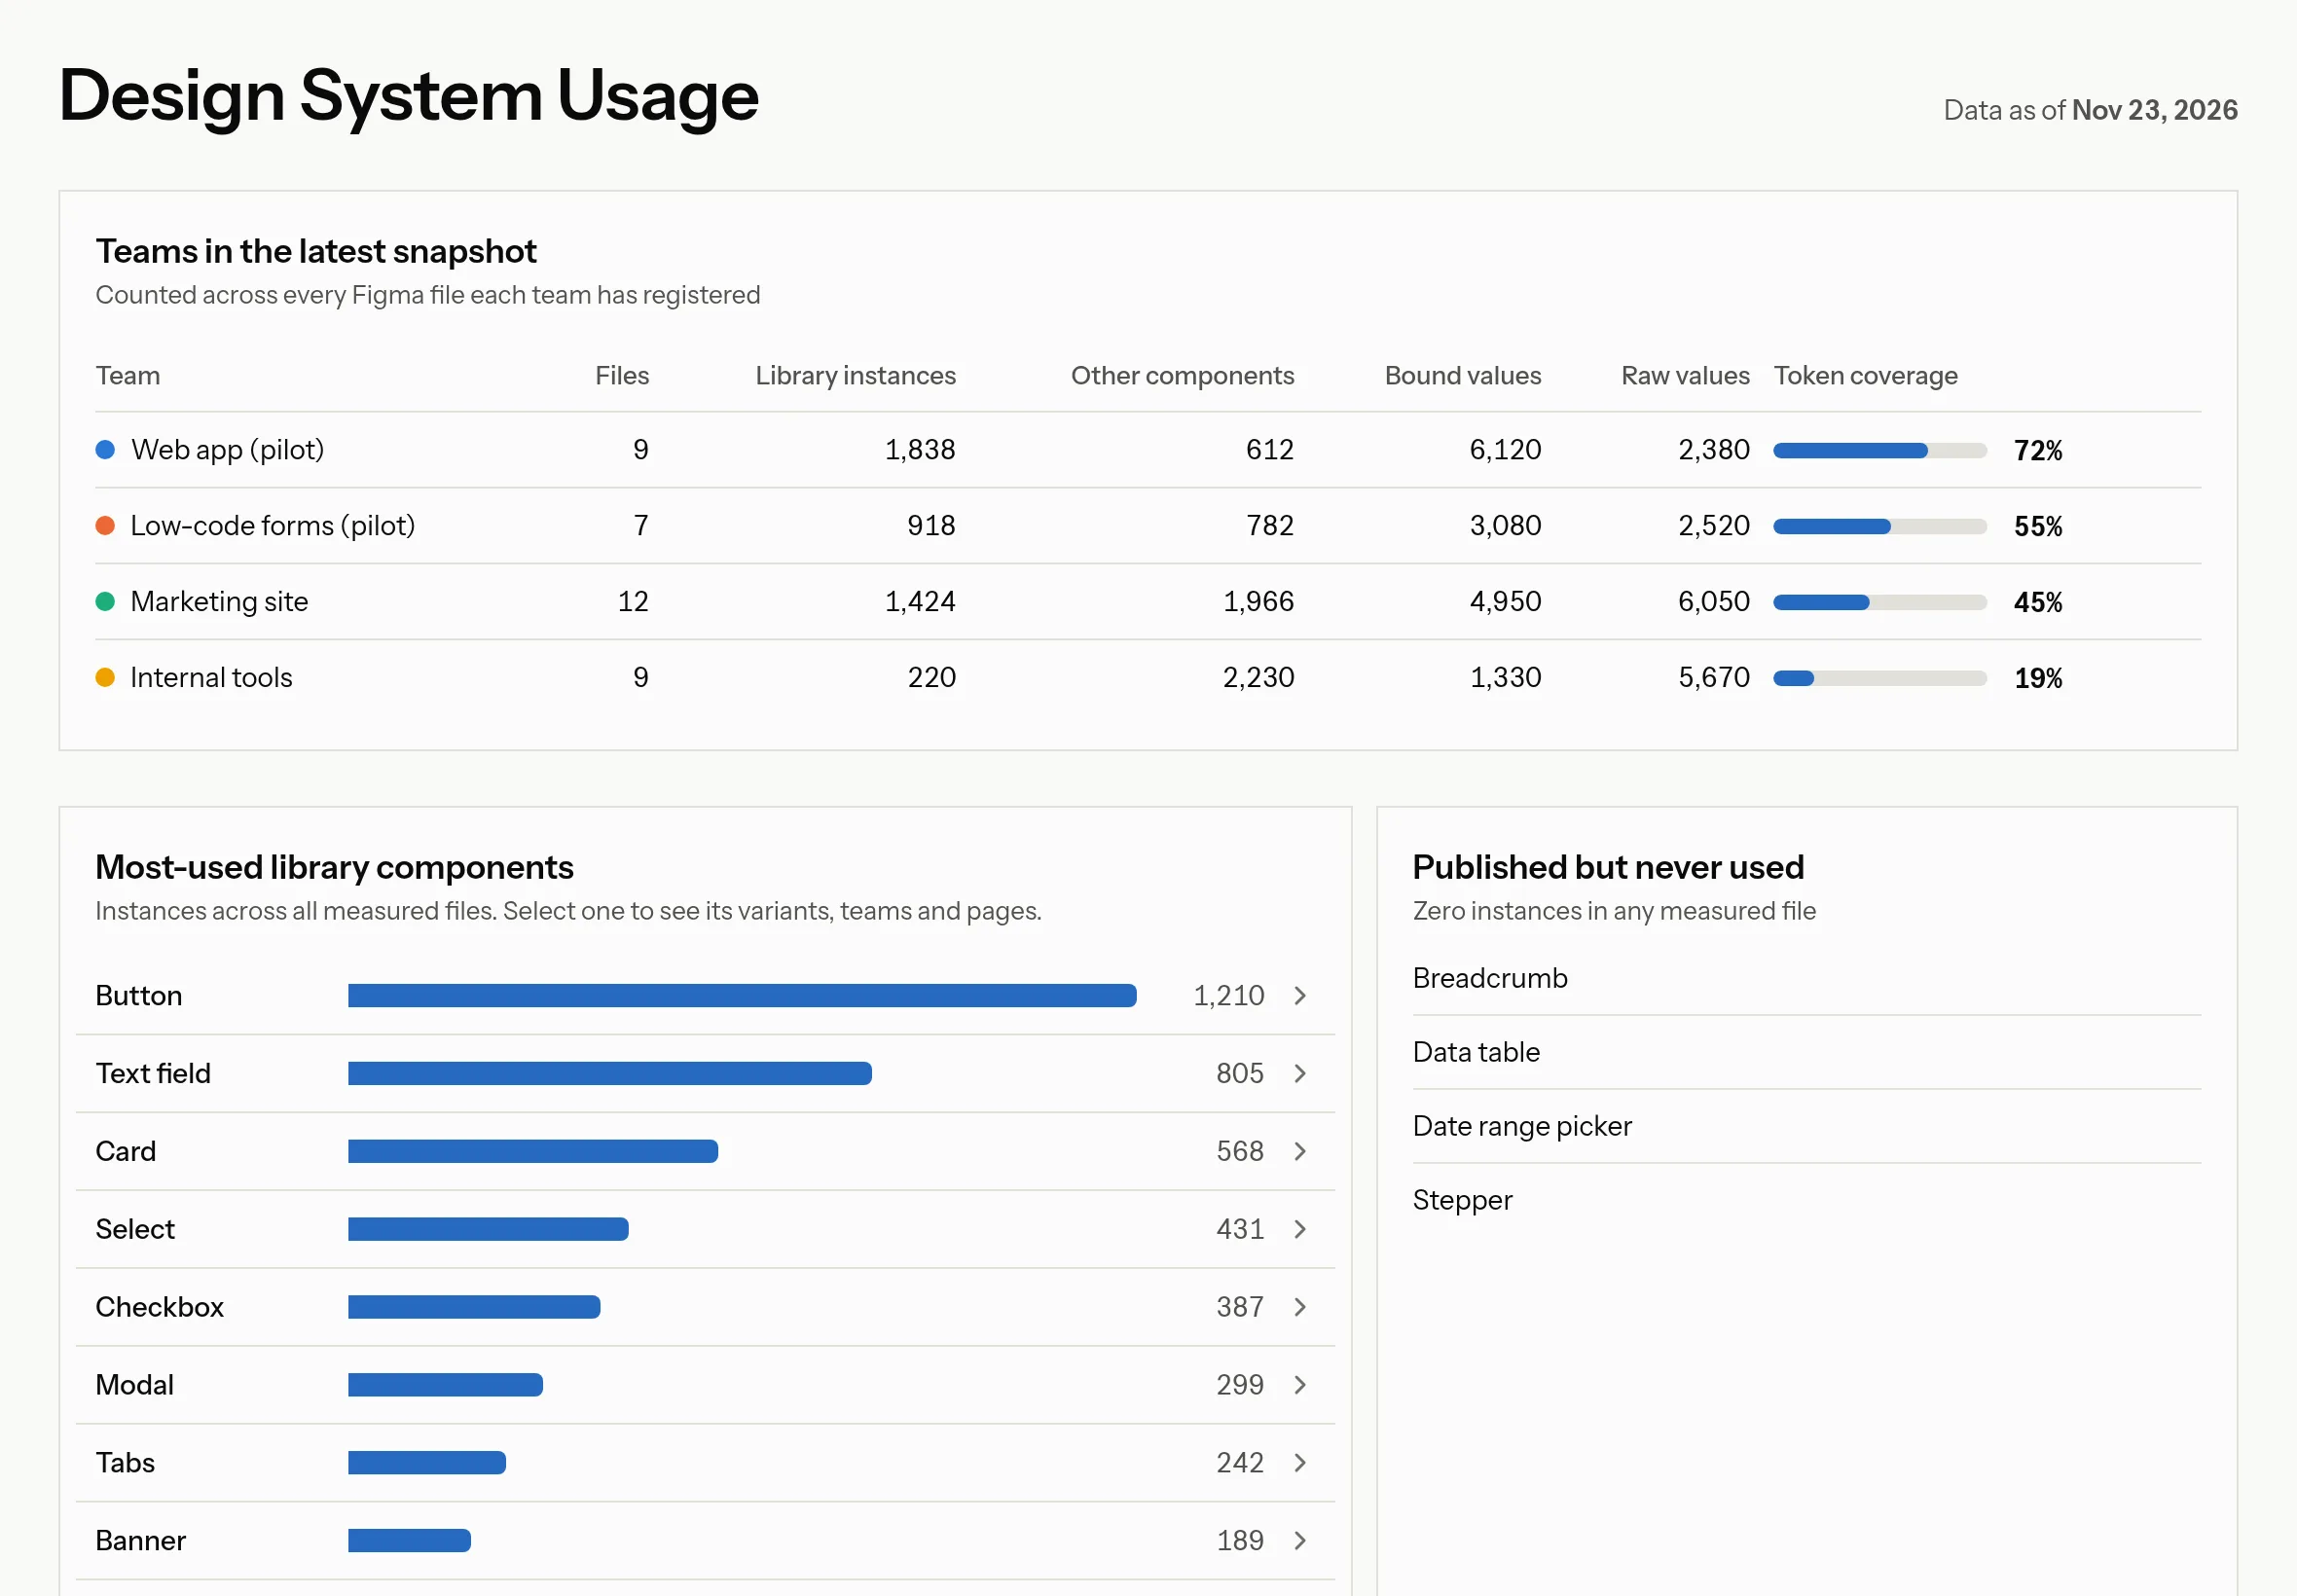 Design System Usage
Data as of Nov 23, 2026
Teams in the latest snapshot
Counted across every Figma file each team has registered
Team Files Library instances Other components Bound values Raw values Token coverage
Web app (pilot) 9 1,838 612 6,120 2,380 72%
Low-code forms (pilot) 7 918 782 3,080 2,520 55%
Marketing site 12 1,424 1,966 4,950 6,050 45%
Internal tools 9 220 2,230 1,330 5,670 19%
Most-used library components
Instances across all measured files. Select one to see its variants, teams and pages.
Button 1,210
Text field 805
Card 568
Select 431
Checkbox 387
Modal 299
Tabs 242
Banner 189
Published but never used
Zero instances in any measured file
Breadcrumb
Data table
Date range picker
Stepper